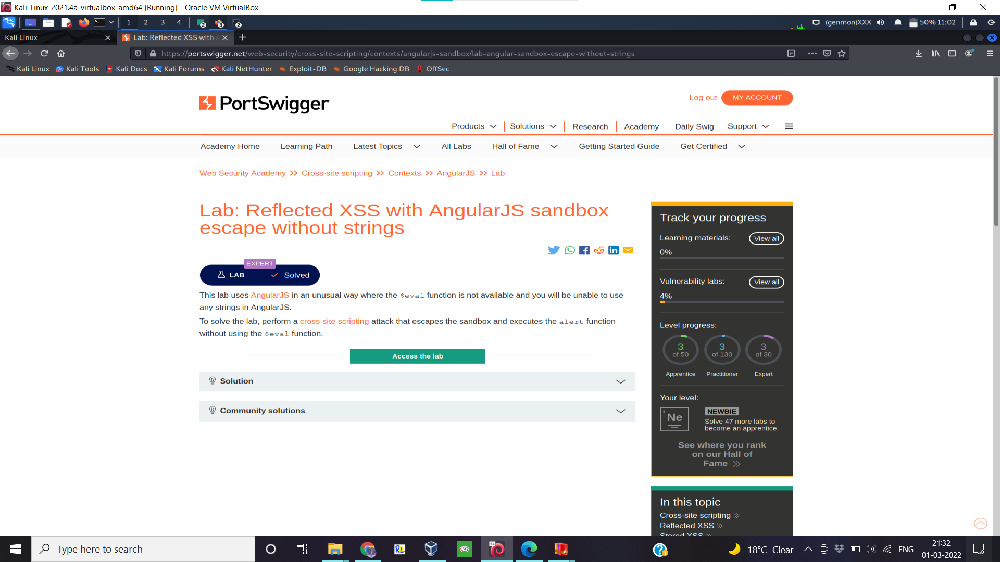 Kali-Linux-2021.4a-virtualbox-amd64 [Running] - Oracle VM VirtualBox
1 2 3 4 2 3 2 (genmon)XXX 50% 11:02
Kali Linux Lab: Reflected XSS with
https://portswigger.net/web-security/cross-site-scripting/contexts/angularjs-sandbox/lab-angular-sandbox-escape-without-strings
Kali Linux Kali Tools Kali Docs Kali Forums Kali NetHunter Exploit-DB Google Hacking DB OffSec
PortSwigger
Log out MY ACCOUNT
Products Solutions Research Academy Daily Swig Support
Academy Home Learning Path Latest Topics All Labs Hall of Fame Getting Started Guide Get Certified
Web Security Academy >> Cross-site scripting >> Contexts >> AngularJS >> Lab
Lab: Reflected XSS with AngularJS sandbox
escape without strings
EXPERT
LAB Solved
This lab uses AngularJS in an unusual way where the $eval function is not available and you will be unable to use
any strings in AngularJS.
To solve the lab, perform a cross-site scripting attack that escapes the sandbox and executes the alert function
without using the $eval function.
Access the lab
Solution
Community solutions
Track your progress
Learning materials: View all
0%
Vulnerability labs: View all
4%
Level progress:
3 3 3
of 50 of 130 of 30
Apprentice Practitioner Expert
Your level:
Ne
NEWBIE
Solve 47 more labs to
become an apprentice.
See where you rank
on our Hall of
Fame >>
In this topic
Cross-site scripting >>
Reflected XSS >>
Stored XSS >>
Type here to search
RL
64
18°C Clear
ENG
21:32
01-03-2022